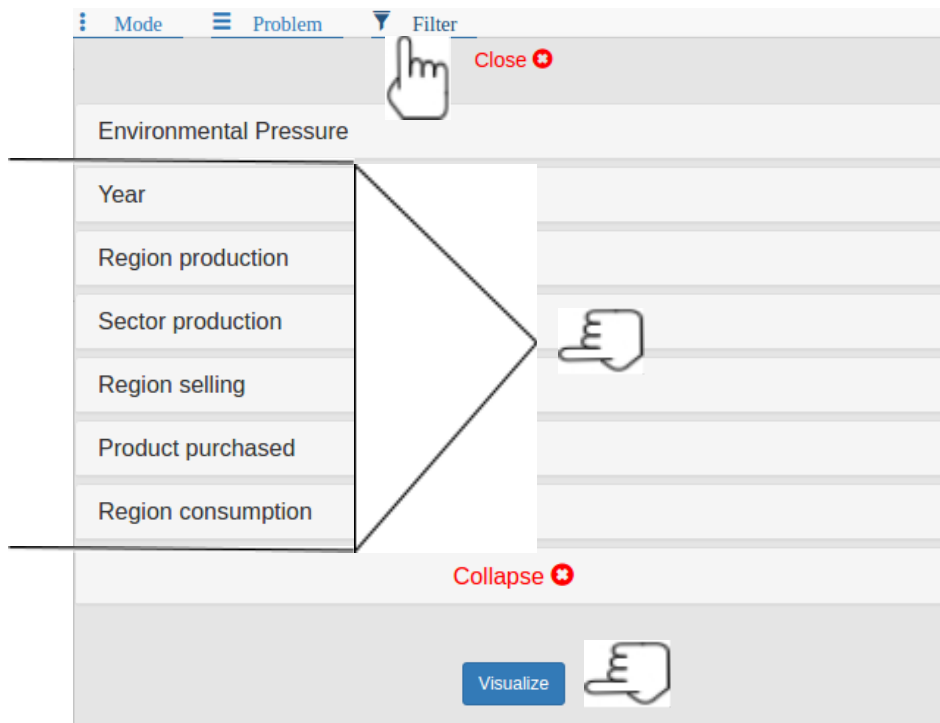 Mode Problem Filter
Close
Environmental Pressure
Year
Region production
Sector production
Region selling
Product purchased
Region consumption
Collapse
Visualize